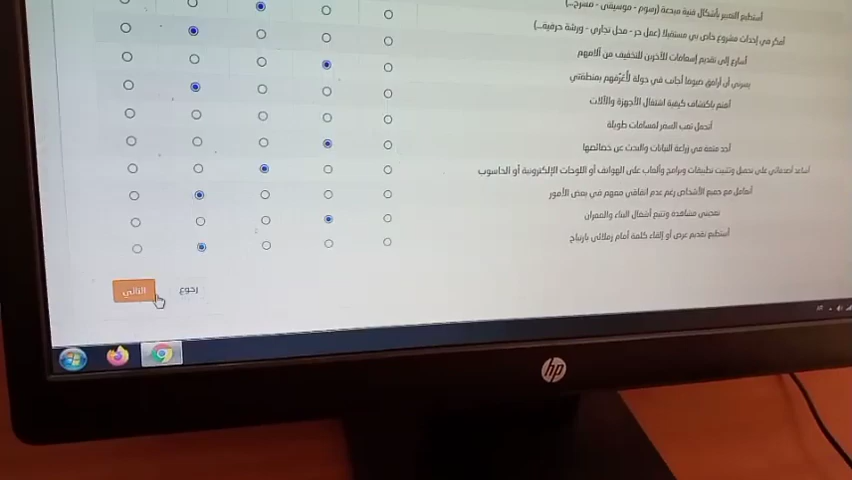 أستطيع التعبير بأشكال فنية مبدعة (رسوم - موسيقى - مسرح...)
أفكر في إحداث مشروع خاص بي مستقبلا (عمل حر - محل تجاري - ورشة حرفية...)
أسارع إلى تقديم إسعافات للآخرين للتخفيف من آلامهم
يسرني أن أرافق ضيوفا أجانب في دولة لأعرفهم بمنطقتي
أهتم باكتشاف كيفية اشتغال الأجهزة والآلات
أتحمل تعب السفر لمسافات طويلة
أجد متعة في زراعة النباتات والبحث عن خصائصها
أساعد أصدقائي على تحميل وتثبيت تطبيقات وبرامج وألعاب على الهواتف أو اللوحات الإلكترونية أو الحاسوب
أتعامل مع جميع الأشخاص رغم عدم اتفاقي معهم في بعض الأمور
تعجبني مشاهدة وتتبع أشغال البناء والعمران
أستطيع تقديم عرض أو إلقاء كلمة أمام زملائي بارتياح
رجوع
التالي
hp